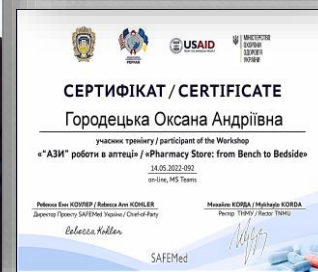 USAID
МІНІСТЕРСТВО
ОХОРОНИ
ЗДОРОВ'Я
УКРАЇНИ
СЕРТИФІКАТ / CERTIFICATE
Городецька Оксана Андріївна
учасник тренінгу / participant of the Workshop
«"АЗИ" роботи в аптеці» / «Pharmacy Store: from Bench to Bedside»
14.05.2022-092
on-line, MS Teams
Ребекка Енн КОУЛЕР / Rebecca Ann KOHLER
Директор Проекту SAFEMed Україна / Chief-of-Party
Михайло КОРДА / Mykhaylo KORDA
Ректор ТНМУ / Rector TNMU
Rebecca Kohler
SAFEMed